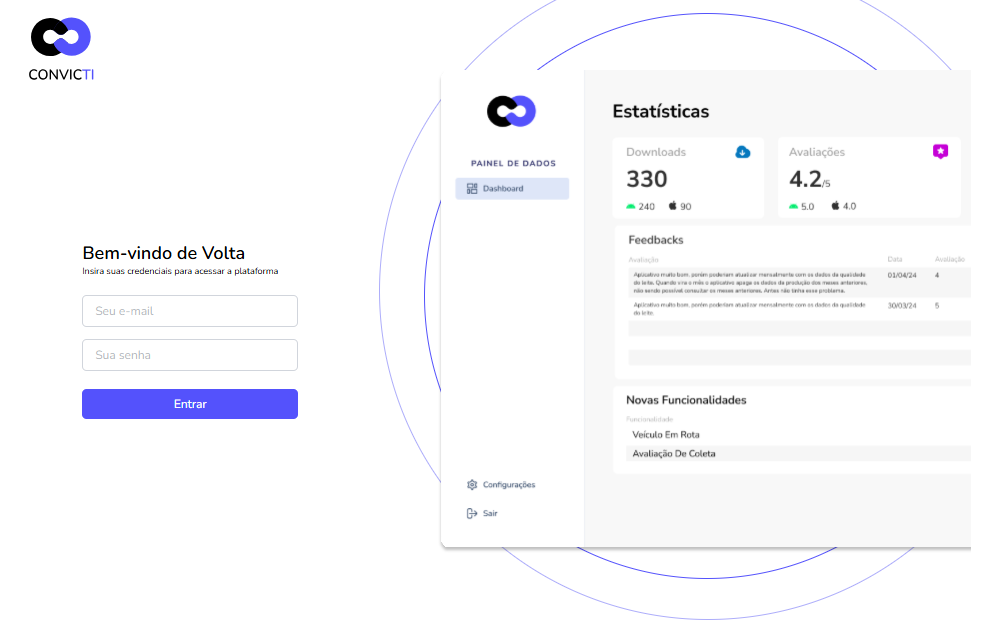 CONVICTI
Bem-vindo de Volta
Insira suas credenciais para acessar a plataforma
Seu e-mail
Sua senha
Entrar
PAINEL DE DADOS
Dashboard
Configurações
Sair
Estatísticas
Downloads
330
240 90
Avaliações
4.2/5
5.0 4.0
Feedbacks
Avaliação Data Avaliação
Aplicativo muito bom, porém poderiam atualizar mensalmente com os dados da qualidade 01/04/24 4
do leite. Quando vira o mês o aplicativo apaga os dados da produção dos meses anteriores,
não sendo possível consultar os meses anteriores. Antes não tinha esse problema.
Aplicativo muito bom, porém poderiam atualizar mensalmente com os dados da qualidade 30/03/24 5
do leite.
Novas Funcionalidades
Funcionalidade
Veículo Em Rota
Avaliação De Coleta